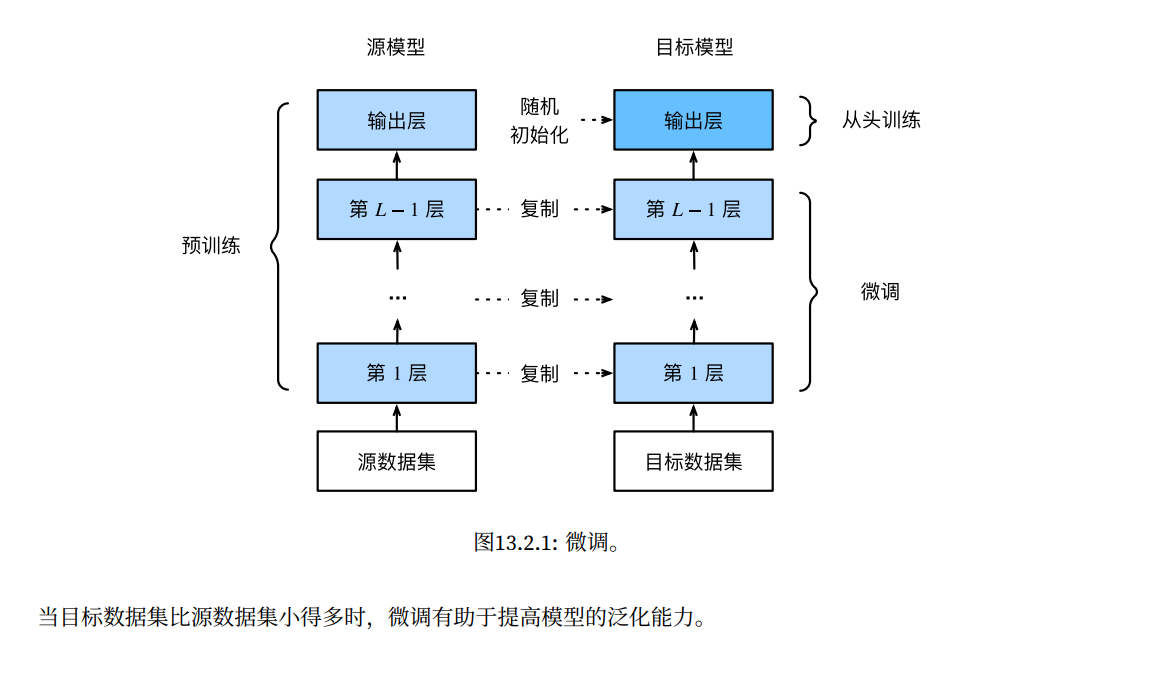 源模型 目标模型
输出层 随机 输出层 从头训练
初始化
第 L − 1 层 复制 第 L − 1 层
预训练
... 复制 ... 微调
第 1 层 复制 第 1 层
源数据集 目标数据集
图13.2.1: 微调。
当目标数据集比源数据集小得多时，微调有助于提高模型的泛化能力。